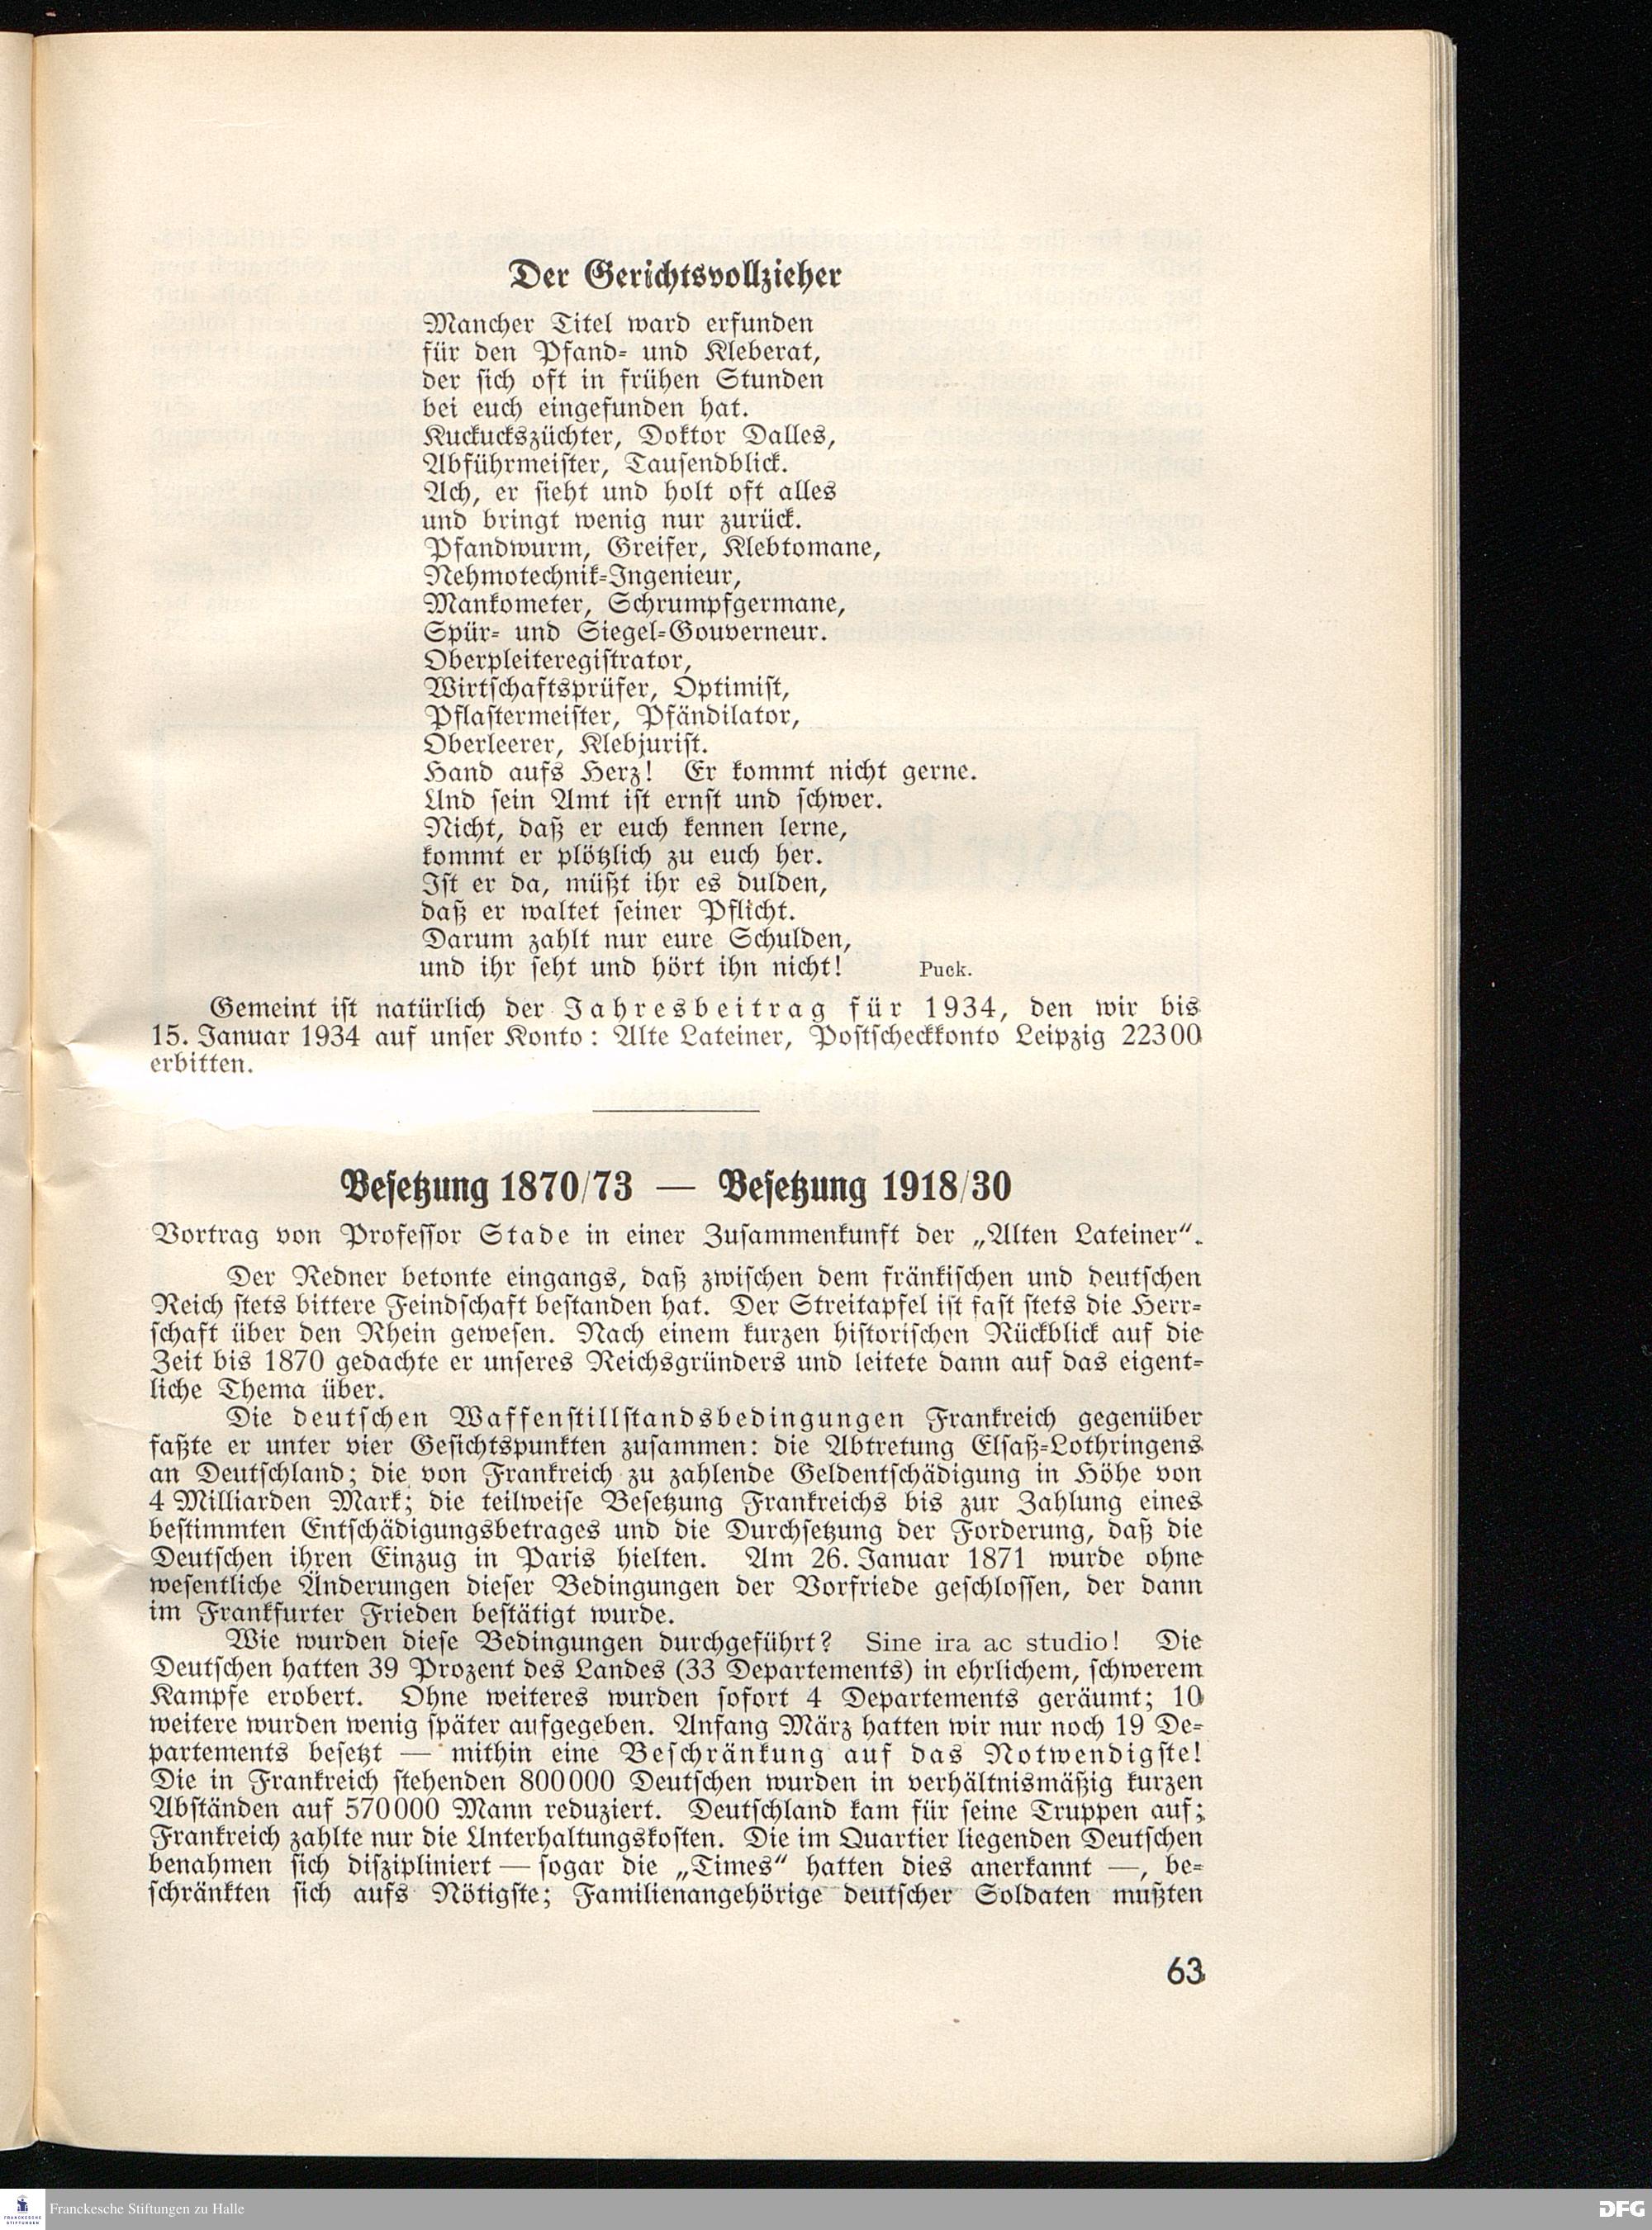 Der Gerichtsvollzieher
Mancher Titel ward erfunden
für den Pfand- und Kleberat,
der sich oft in frühen Stunden
bei euch eingefunden hat.
Kuckuckszüchter, Doktor Dalles,
Abführmeister, Tausendblick.
Ach, er sieht und holt oft alles
und bringt wenig nur zurück.
Pfandwurm, Greifer, Klebtomane,
Nehmotechnik-Ingenieur,
Mankometer, Schrumpfgermane,
Spür- und Siegel-Gouverneur.
Oberpleiteregistrator,
Wirtschaftsprüfer, Optimist,
Pflastermeister, Pfändilator,
Oberleerer, Klebjurist.
Hand aufs Herz! Er kommt nicht gerne.
Und sein Amt ist ernst und schwer.
Nicht, daß er euch kennen lerne,
kommt er plötzlich zu euch her.
Ist er da, müßt ihr es dulden,
daß er waltet seiner Pflicht.
Darum zahlt nur eure Schulden,
und ihr seht und hört ihn nicht! Puck.
Gemeint ist natürlich der Jahresbeitrag für 1934, den wir bis
15. Januar 1934 auf unser Konto: Alte Lateiner, Postscheckkonto Leipzig 22300
erbitten.
Besetzung 1870/73 — Besetzung 1918/30
Vortrag von Professor Stade in einer Zusammenkunft der „Alten Lateiner“.
Der Redner betonte eingangs, daß zwischen dem fränkischen und deutschen
Reich stets bittere Feindschaft bestanden hat. Der Streitapfel ist fast stets die Herr-
schaft über den Rhein gewesen. Nach einem kurzen historischen Rückblick auf die
Zeit bis 1870 gedachte er unseres Reichsgründers und leitete dann auf das eigent-
liche Thema über.
Die deutschen Waffenstillstandsbedingungen Frankreich gegenüber
faßte er unter vier Gesichtspunkten zusammen: die Abtretung Elsaß-Lothringens
an Deutschland; die von Frankreich zu zahlende Geldentschädigung in Höhe von
4 Milliarden Mark; die teilweise Besetzung Frankreichs bis zur Zahlung eines
bestimmten Entschädigungsbetrages und die Durchsetzung der Forderung, daß die
Deutschen ihren Einzug in Paris hielten. Am 26. Januar 1871 wurde ohne
wesentliche Änderungen dieser Bedingungen der Vorfriede geschlossen, der dann
im Frankfurter Frieden bestätigt wurde.
Wie wurden diese Bedingungen durchgeführt? Sine ira ac studio! Die
Deutschen hatten 39 Prozent des Landes (33 Departements) in ehrlichem, schwerem
Kampfe erobert. Ohne weiteres wurden sofort 4 Departements geräumt; 10
weitere wurden wenig später aufgegeben. Anfang März hatten wir nur noch 19 De-
partements besetzt — mithin eine Beschränkung auf das Notwendigste!
Die in Frankreich stehenden 800000 Deutschen wurden in verhältnismäßig kurzen
Abständen auf 570000 Mann reduziert. Deutschland kam für seine Truppen auf;
Frankreich zahlte nur die Unterhaltungskosten. Die im Quartier liegenden Deutschen
benahmen sich diszipliniert — sogar die „Times“ hatten dies anerkannt —, be-
schränkten sich aufs Nötigste; Familienangehörige deutscher Soldaten mußten
63
Franckesche Stiftungen zu Halle
DFG